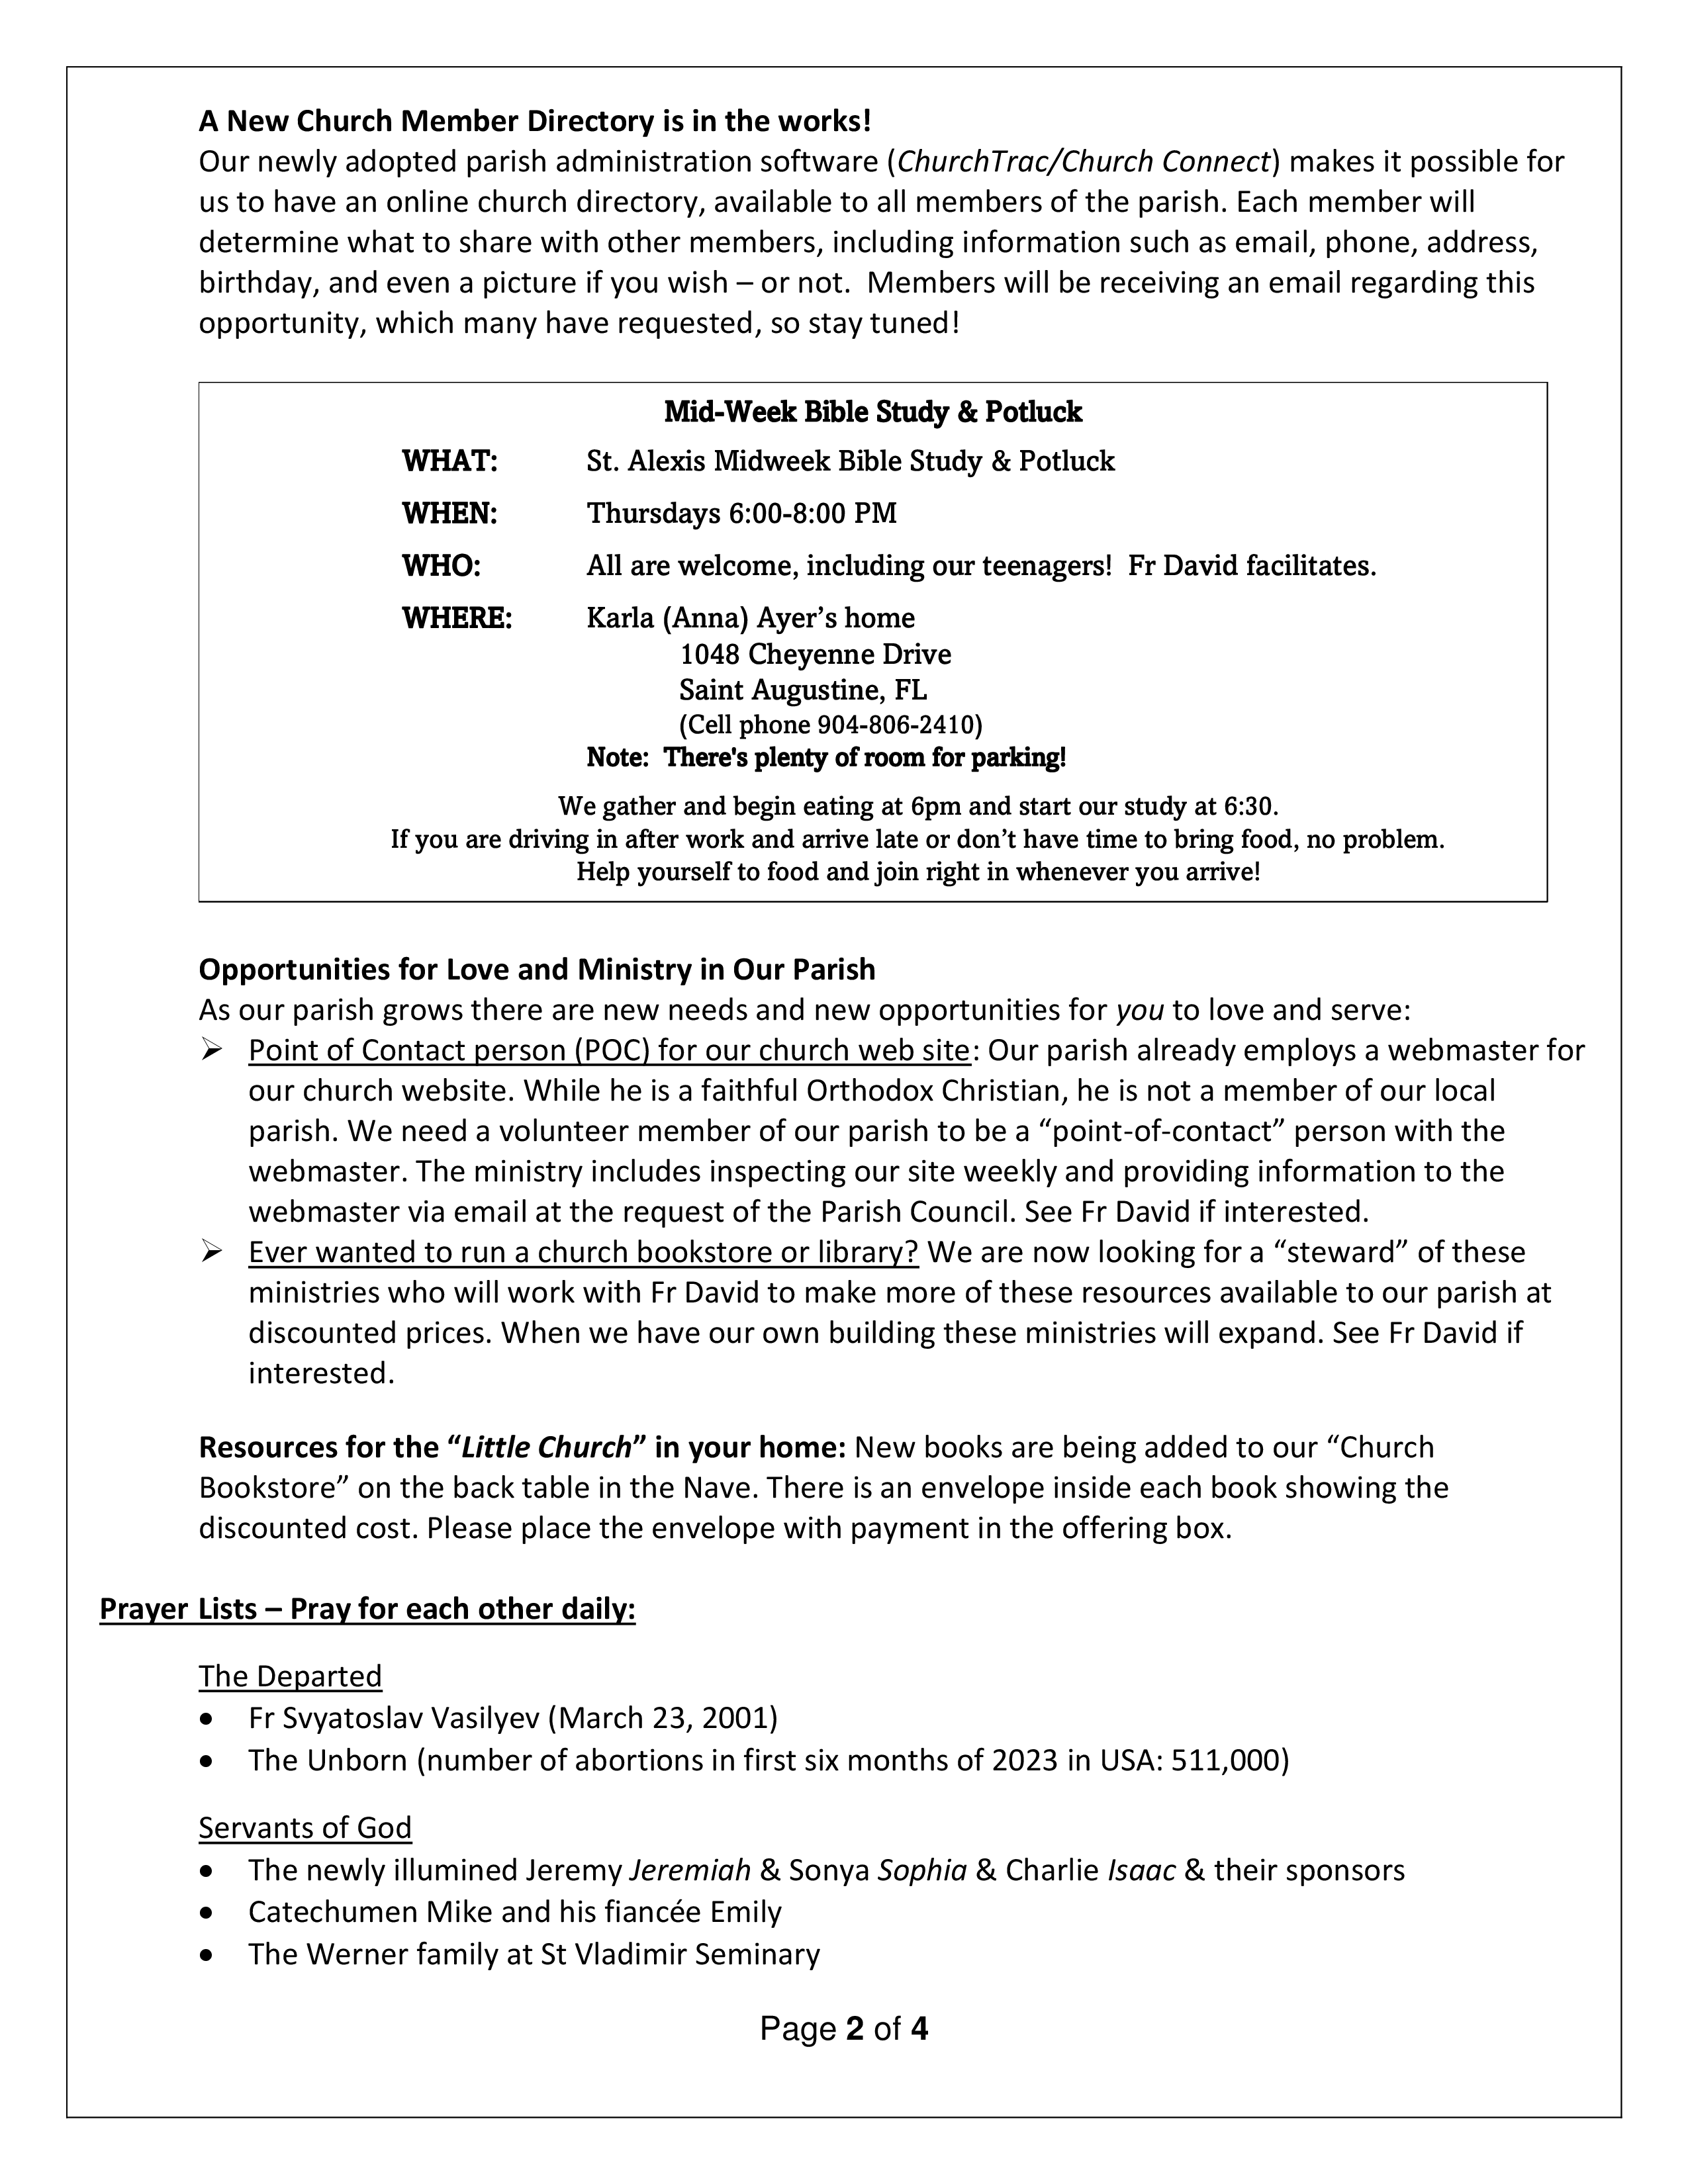 A New Church Member Directory is in the works!
Our newly adopted parish administration software (ChurchTrac/Church Connect) makes it possible for
us to have an online church directory, available to all members of the parish. Each member will
determine what to share with other members, including information such as email, phone, address,
birthday, and even a picture if you wish – or not.  Members will be receiving an email regarding this
opportunity, which many have requested, so stay tuned!
Mid-Week Bible Study & Potluck
WHAT: St. Alexis Midweek Bible Study & Potluck
WHEN: Thursdays 6:00-8:00 PM
WHO: All are welcome, including our teenagers!  Fr David facilitates.
WHERE: Karla (Anna) Ayer’s home
1048 Cheyenne Drive
Saint Augustine, FL
(Cell phone 904-806-2410)
Note:  There's plenty of room for parking!
We gather and begin eating at 6pm and start our study at 6:30.
If you are driving in after work and arrive late or don’t have time to bring food, no problem.
Help yourself to food and join right in whenever you arrive!
Opportunities for Love and Ministry in Our Parish
As our parish grows there are new needs and new opportunities for you to love and serve:
➢ Point of Contact person (POC) for our church web site: Our parish already employs a webmaster for
our church website. While he is a faithful Orthodox Christian, he is not a member of our local
parish. We need a volunteer member of our parish to be a “point-of-contact” person with the
webmaster. The ministry includes inspecting our site weekly and providing information to the
webmaster via email at the request of the Parish Council. See Fr David if interested.
➢ Ever wanted to run a church bookstore or library? We are now looking for a “steward” of these
ministries who will work with Fr David to make more of these resources available to our parish at
discounted prices. When we have our own building these ministries will expand. See Fr David if
interested.
Resources for the “Little Church” in your home: New books are being added to our “Church
Bookstore” on the back table in the Nave. There is an envelope inside each book showing the
discounted cost. Please place the envelope with payment in the offering box.
Prayer Lists – Pray for each other daily:
The Departed
• Fr Svyatoslav Vasilyev (March 23, 2001)
• The Unborn (number of abortions in first six months of 2023 in USA: 511,000)
Servants of God
• The newly illumined Jeremy Jeremiah & Sonya Sophia & Charlie Isaac & their sponsors
• Catechumen Mike and his fiancée Emily
• The Werner family at St Vladimir Seminary
Page 2 of 4